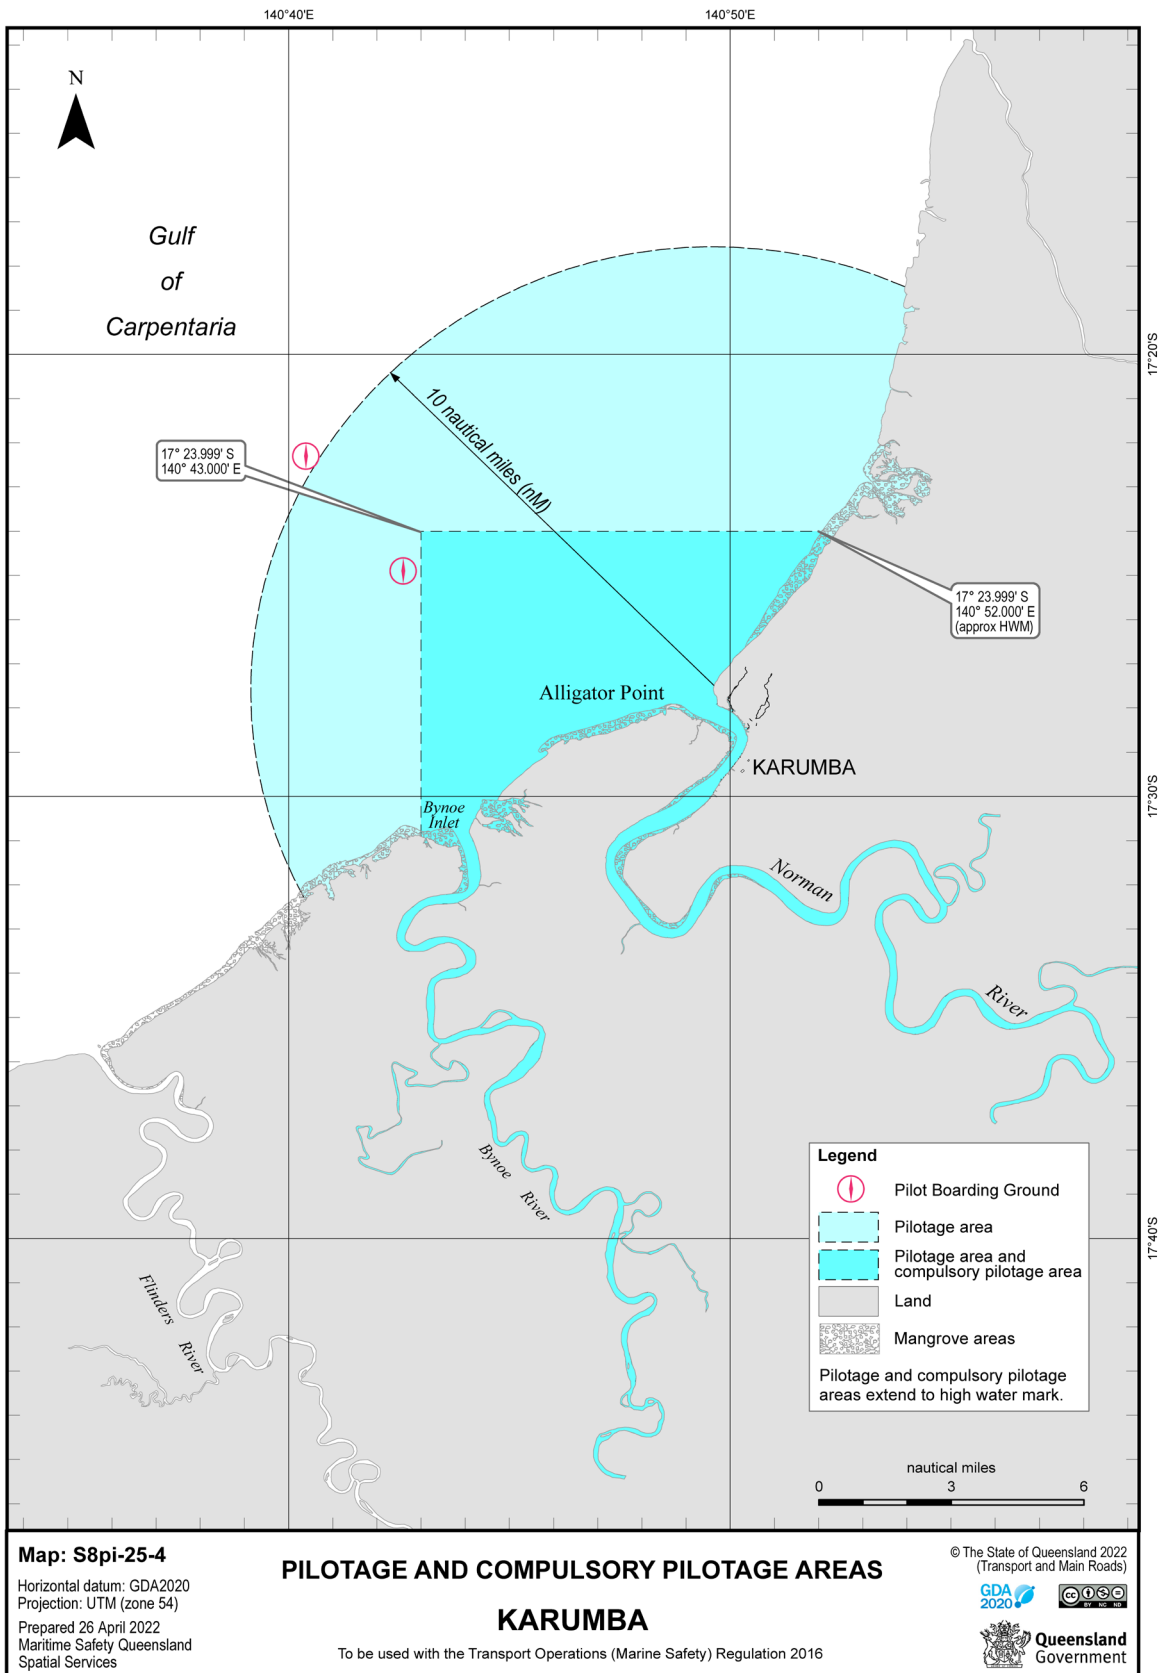 140°40'E
140°50'E
N
Gulf
of
Carpentaria
17°20'S
10 nautical miles (nM)
17° 23.999' S
140° 43.000' E
17° 23.999' S
140° 52.000' E
(approx HWM)
Alligator Point
KARUMBA
17°30'S
Bynoe
Inlet
Norman
River
Bynoe
River
17°40'S
Flinders
River
Legend
Pilot Boarding Ground
Pilotage area
Pilotage area and
compulsory pilotage area
Land
Mangrove areas
Pilotage and compulsory pilotage
areas extend to high water mark.
nautical miles
0 3 6
Map: S8pi-25-4
Horizontal datum: GDA2020
Projection: UTM (zone 54)
Prepared 26 April 2022
Maritime Safety Queensland
Spatial Services
PILOTAGE AND COMPULSORY PILOTAGE AREAS
KARUMBA
To be used with the Transport Operations (Marine Safety) Regulation 2016
© The State of Queensland 2022
(Transport and Main Roads)
GDA
2020
cc
BY NC ND
Queensland
Government